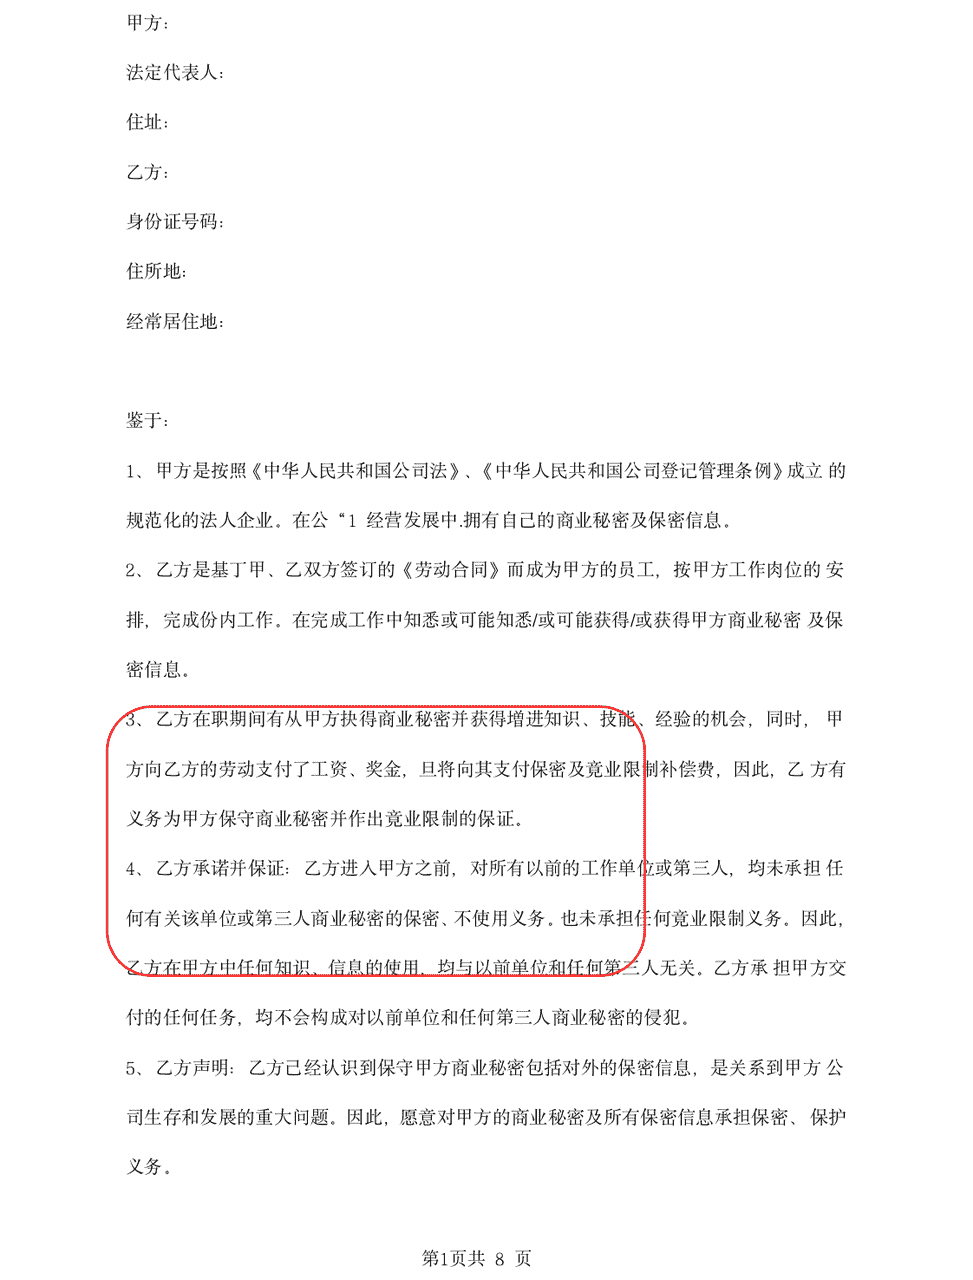 甲方：
法定代表人：
住址：
乙方：
身份证号码：
住所地：
经常居住地：
鉴于：
1、 甲方是按照《中华人民共和国公司法》、《中华人民共和国公司登记管理条例》成立 的
规范化的法人企业。在公“1 经营发展中.拥有自己的商业秘密及保密信息。
2、 乙方是基丁甲、乙双方签订的《劳动合同》而成为甲方的员工，按甲方工作肉位的 安
排，完成份内工作。在完成工作中知悉或可能知悉/或可能获得/或获得甲方商业秘密 及保
密信息。
3、 乙方在职期间有从甲方抉得商业秘密并获得增进知识、技能、经验的机会，同时， 甲
方向乙方的劳动支付了工资、奖金，旦将向其支付保密及竟业限制补偿费，因此，乙 方有
义务为甲方保守商业秘密并作出竟业限制的保证。
4、 乙方承诺并保证：乙方进入甲方之前，对所有以前的工作单位或第三人，均未承担 任
何有关该单位或第三人商业秘密的保密、不使用义务。也未承担任何竟业限制义务。因此，
乙方在甲方中任何知识、信息的使用，均与以前单位和任何第三人无关。乙方承 担甲方交
付的任何任务，均不会构成对以前单位和任何第三人商业秘密的侵犯。
5、 乙方声明：乙方己经认识到保守甲方商业秘密包括对外的保密信息，是关系到甲方 公
司生存和发展的重大问题。因此，愿意对甲方的商业秘密及所有保密信息承担保密、 保护
义务。
第1页共 8 页